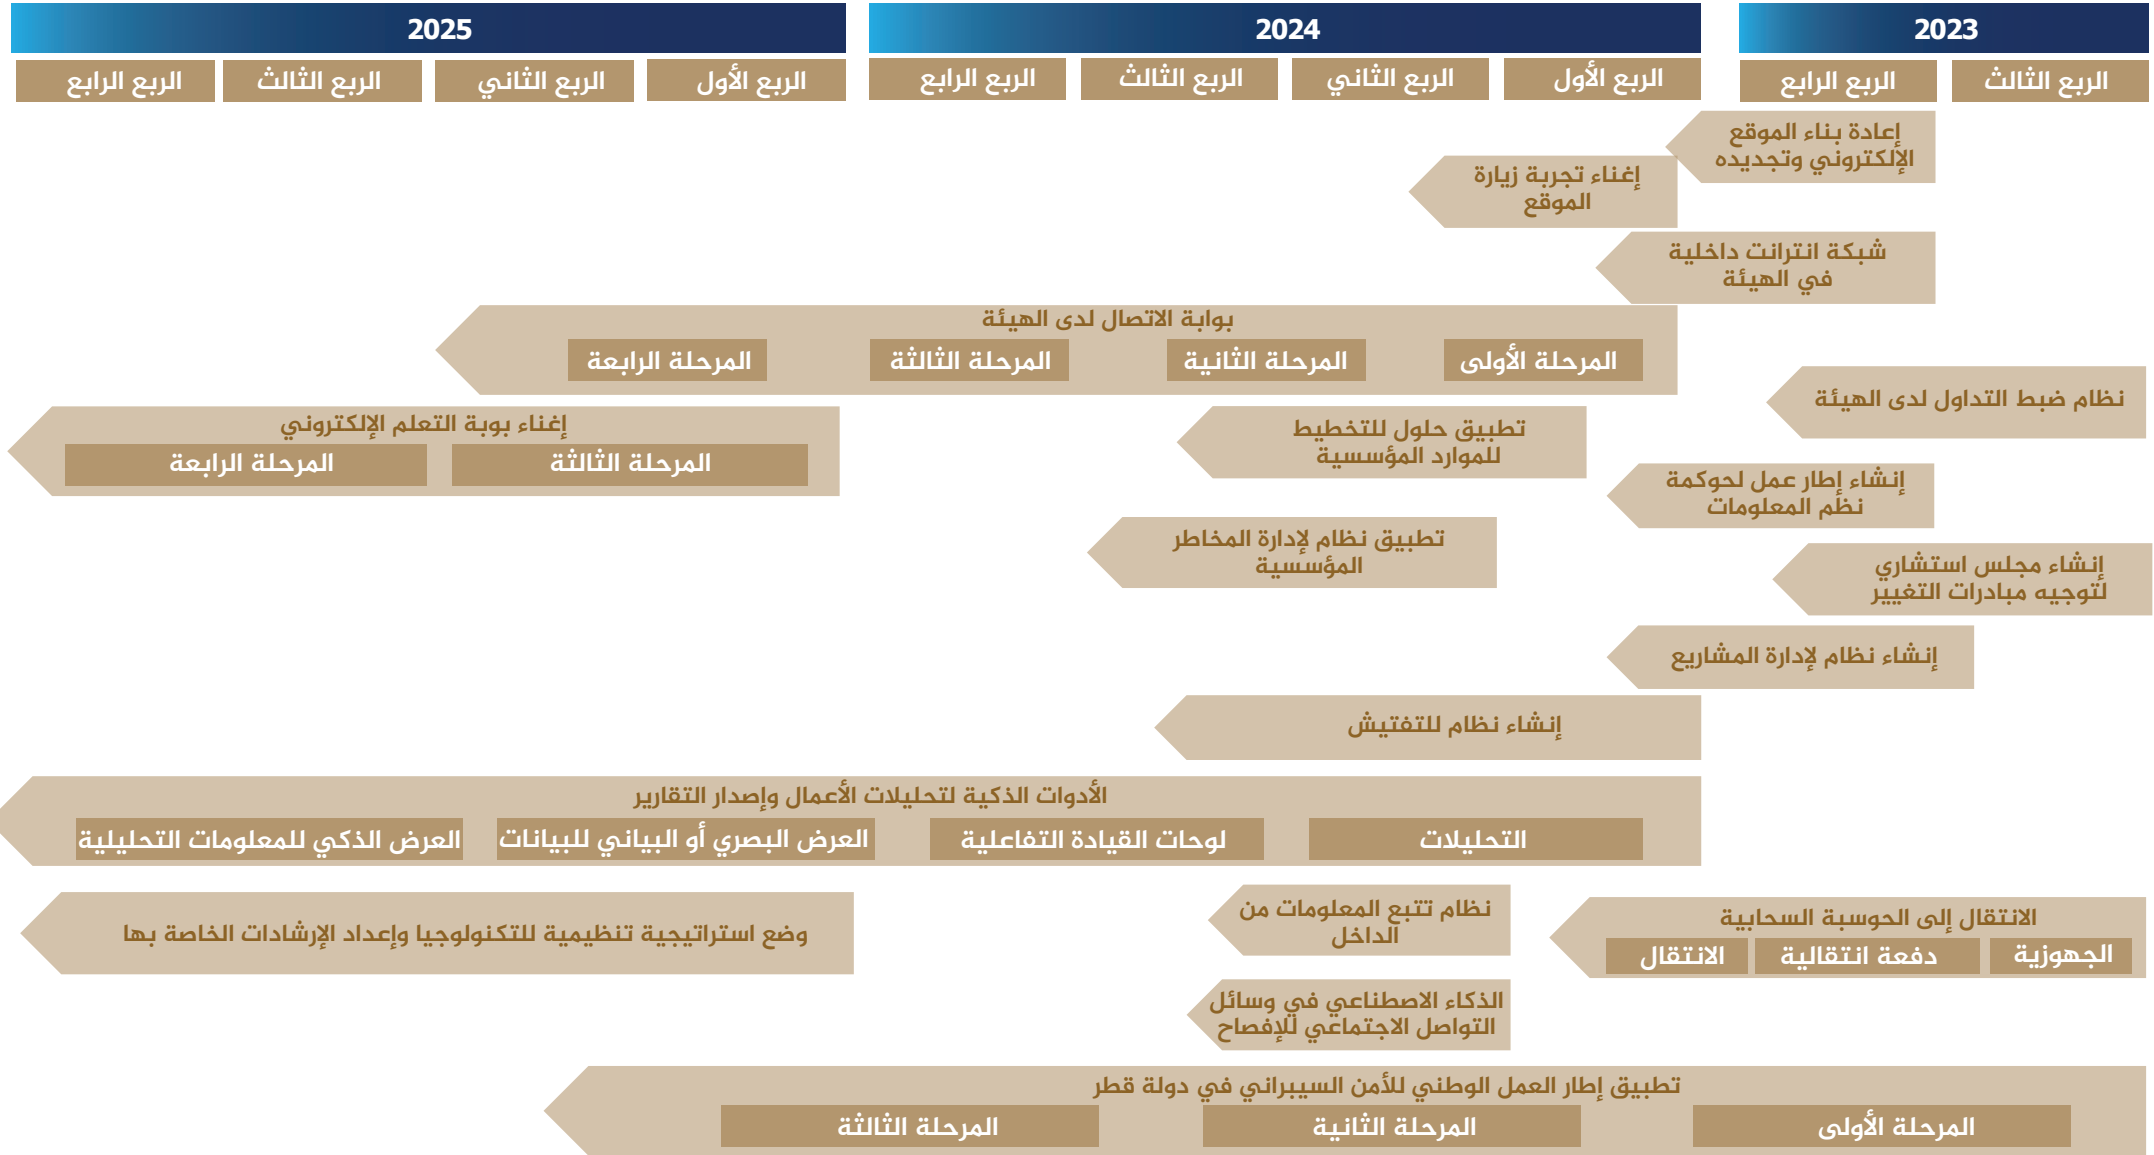 2023
2024
2025
الربع الثالث
الربع الرابع
الربع الأول
الربع الثاني
الربع الثالث
الربع الرابع
الربع الأول
الربع الثاني
الربع الثالث
الربع الرابع
إعادة بناء الموقع
الإلكتروني وتجديده
إغناء تجربة زيارة
الموقع
شبكة انترانت داخلية
في الهيئة
بوابة الاتصال لدى الهيئة
المرحلة الأولى
المرحلة الثانية
المرحلة الثالثة
المرحلة الرابعة
نظام ضبط التداول لدى الهيئة
تطبيق حلول للتخطيط
للموارد المؤسسية
إغناء بوبة التعلم الإلكتروني
المرحلة الثالثة
المرحلة الرابعة
إنشاء إطار عمل لحوكمة
نظم المعلومات
تطبيق نظام لإدارة المخاطر
المؤسسية
إنشاء مجلس استشاري
لتوجيه مبادرات التغيير
إنشاء نظام لإدارة المشاريع
إنشاء نظام للتفتيش
الأدوات الذكية لتحليلات الأعمال وإصدار التقارير
التحليلات
لوحات القيادة التفاعلية
العرض البصري أو البياني للبيانات
العرض الذكي للمعلومات التحليلية
الانتقال إلى الحوسبة السحابية
الجهوزية
دفعة انتقالية
الانتقال
نظام تتبع المعلومات من
الداخل
وضع استراتيجية تنظيمية للتكنولوجيا وإعداد الإرشادات الخاصة بها
الذكاء الاصطناعي في وسائل
التواصل الاجتماعي للإفصاح
تطبيق إطار العمل الوطني للأمن السيبراني في دولة قطر
المرحلة الأولى
المرحلة الثانية
المرحلة الثالثة